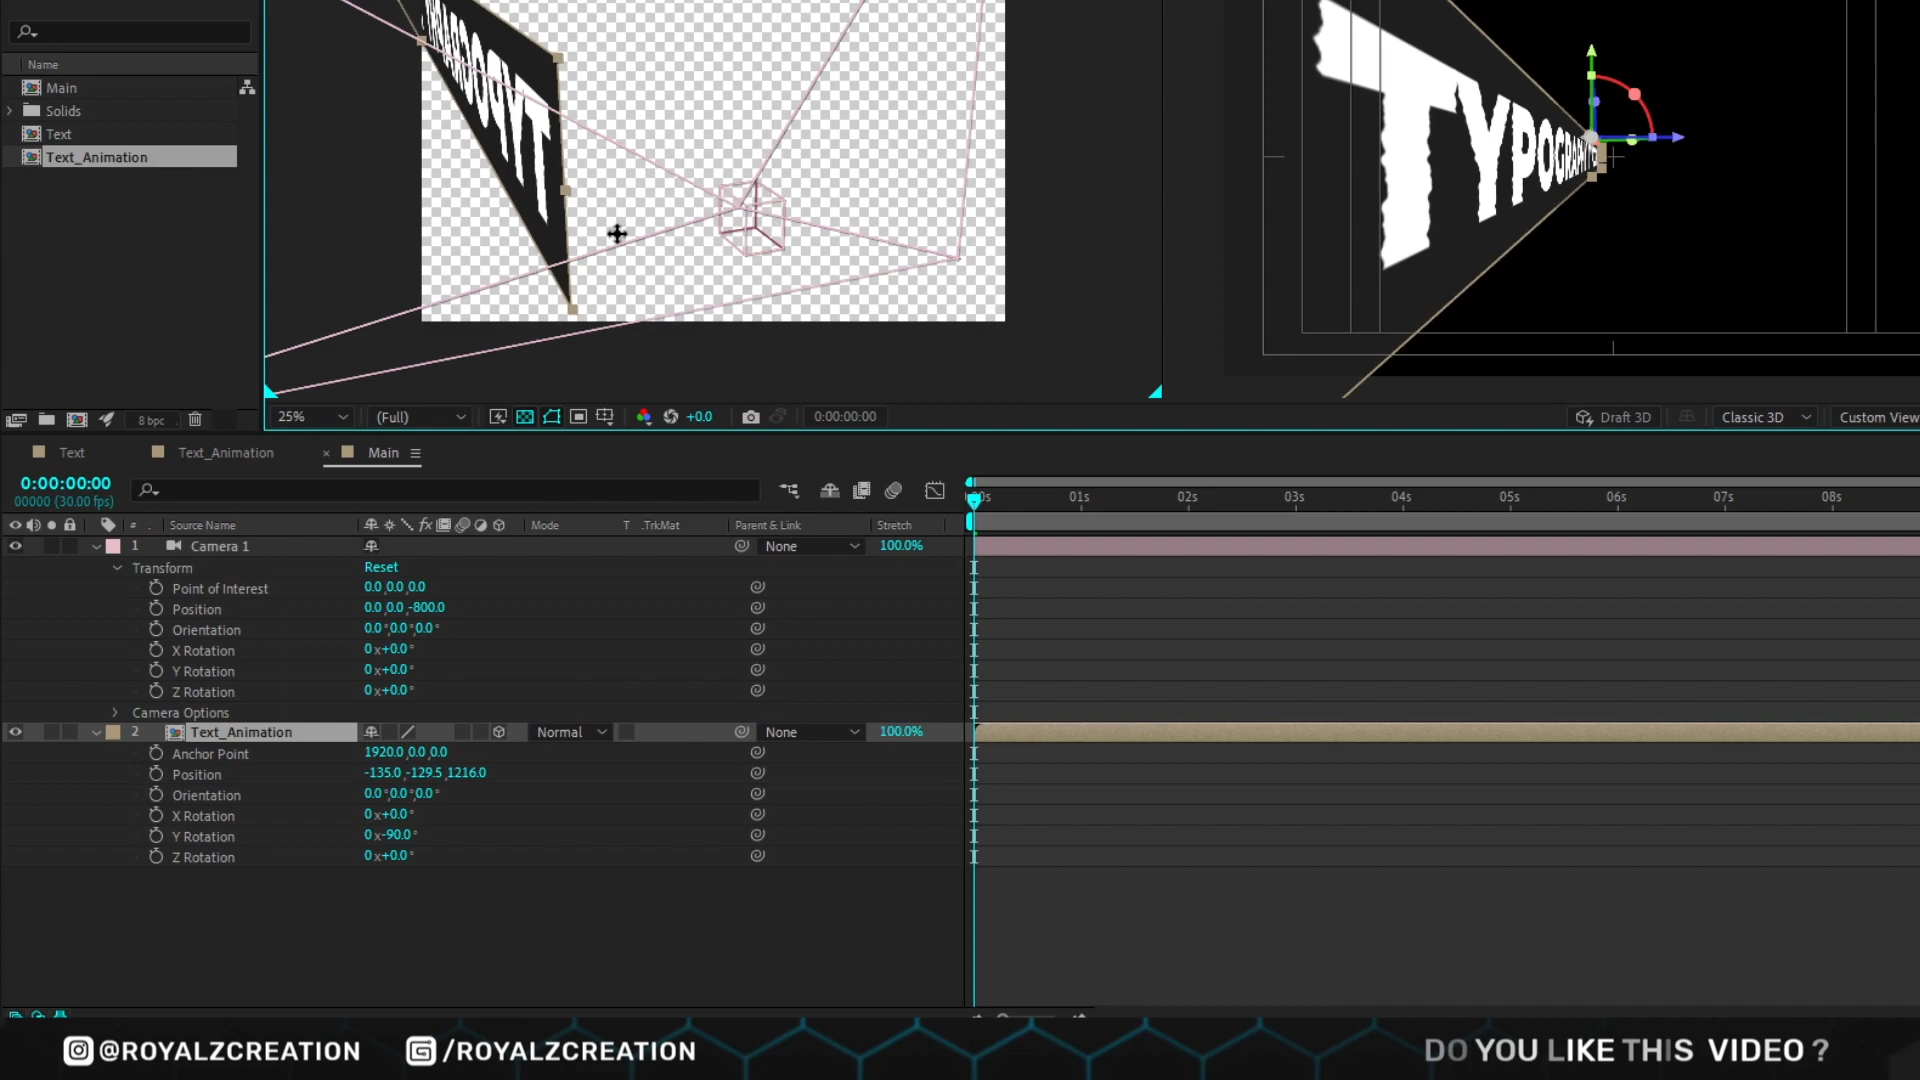 Name
Main
Solids
Text
Text_Animation
8 bpc
TYPOGRAPHY
25%
(Full)
+0.0
0:00:00:00
Draft 3D
Classic 3D
Custom View
Text
Text_Animation
Main
0:00:00:00
00000 (30.00 fps)
01s 02s 03s 04s 05s 06s 07s 08s
# . Source Name fx Mode T .TrkMat Parent & Link Stretch
1 Camera 1 None 100.0%
Transform Reset
Point of Interest 0.0,0.0,0.0
Position 0.0,0.0,-800.0
Orientation 0.0°,0.0°,0.0°
X Rotation 0x+0.0°
Y Rotation 0x+0.0°
Z Rotation 0x+0.0°
Camera Options
2 Text_Animation Normal None 100.0%
Anchor Point 1920.0,0.0,0.0
Position -135.0,-129.5,1216.0
Orientation 0.0°,0.0°,0.0°
X Rotation 0x+0.0°
Y Rotation 0x-90.0°
Z Rotation 0x+0.0°
@ROYALZCREATION
/ROYALZCREATION
DO YOU LIKE THIS VIDEO ?